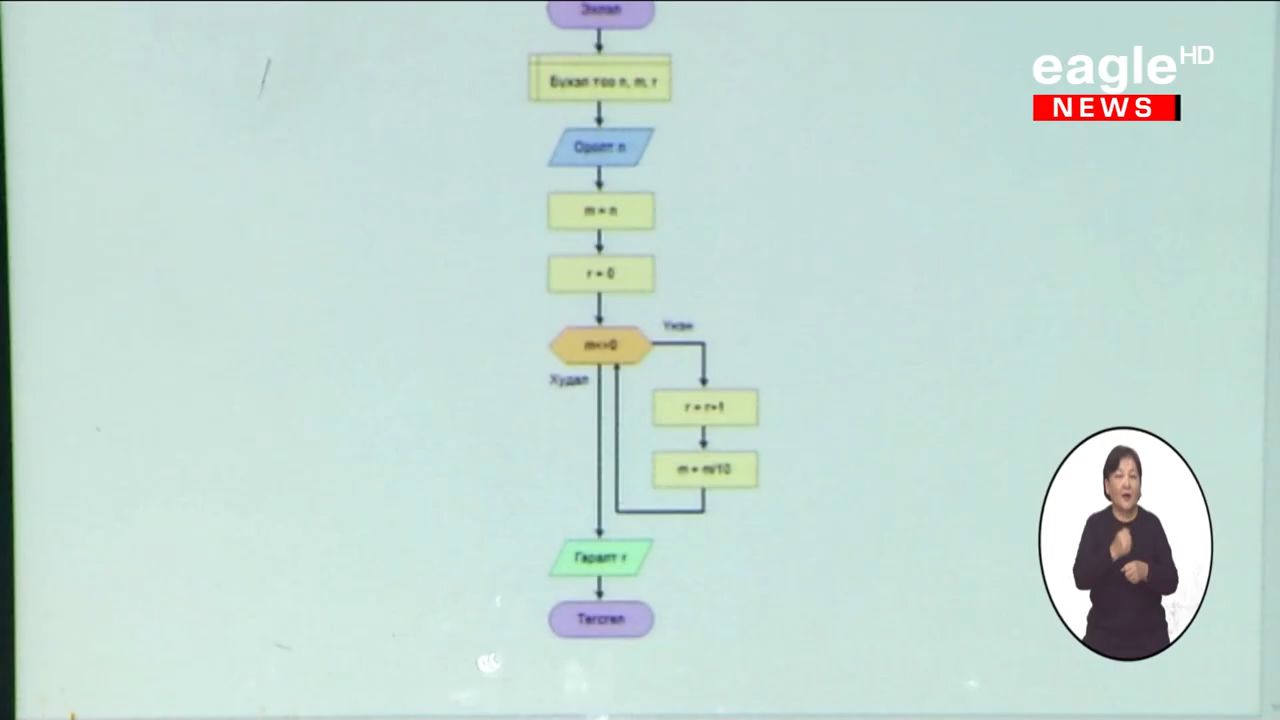 Эхлэл
eagle HD
NEWS
Бүхэл тоо n, m, r
Оролт n
m = n
r = 0
Үнэн
m<>0
Худал
r = r+1
m = m/10
Гаралт r
Төгсгөл